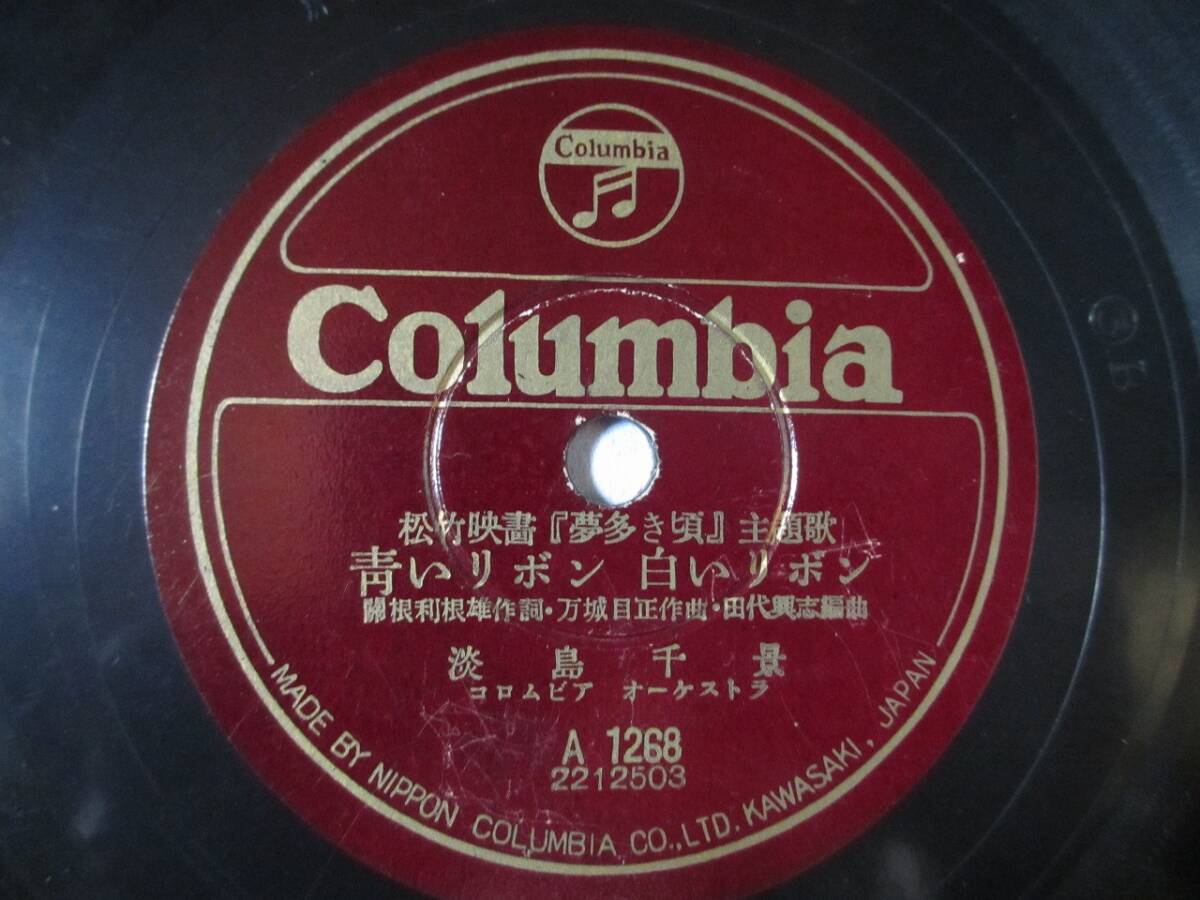 Columbia
Columbia
松竹映畫『夢多き頃』主題歌
靑いリボン 白いリボン
關根利根雄作詞・万城目正作曲・田代興志編曲
淡島千景
コロムビア オーケストラ
A 1268
2212503
MADE BY NIPPON COLUMBIA CO.,LTD. KAWASAKI, JAPAN